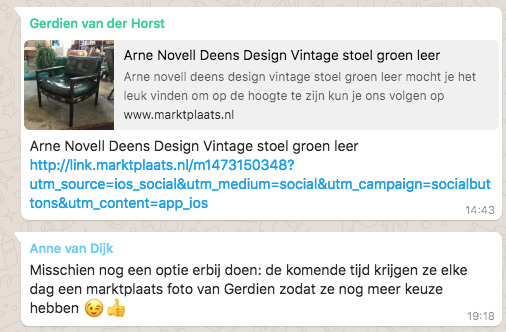 Gerdien van der Horst
Arne Novell Deens Design Vintage stoel groen leer
Arne novell deens design vintage stoel groen leer mocht je het
leuk vinden om op de hoogte te zijn kun je ons volgen op
www.marktplaats.nl
Arne Novell Deens Design Vintage stoel groen leer
http://link.marktplaats.nl/m1473150348?
utm_source=ios_social&utm_medium=social&utm_campaign=socialbut
tons&utm_content=app_ios
14:43
Anne van Dijk
Misschien nog een optie erbij doen: de komende tijd krijgen ze elke
dag een marktplaats foto van Gerdien zodat ze nog meer keuze
hebben 😉👍
19:18